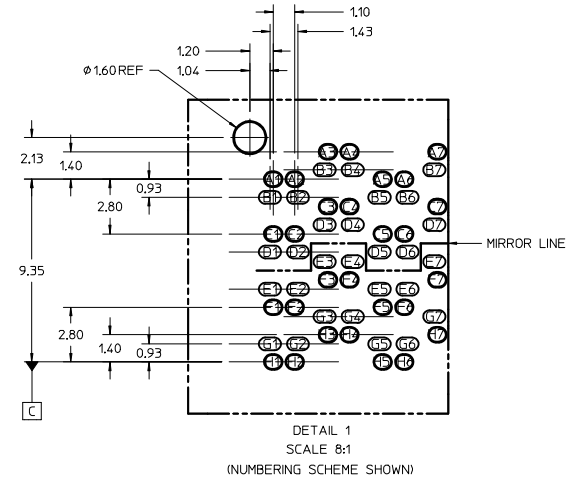 1.10
1.43
1.20
1.04
ø1.60 REF
A3 A4 A7
2.13 1.40 B3 B4 B7
A1 A2 A5 A6
0.93
B1 B2 B5 B6
2.80 C3 C4 C7
D3 D4 D7
C1 C2 C5 C6
MIRROR LINE
D1 D2 D5 D6
E3 E4 E7
9.35
F3 F4 F7
E1 E2 E5 E6
F1 F2 F5 F6
G3 G4 G7
2.80 H3 H4 H7
1.40 0.93 G1 G2 G5 G6
H1 H2 H5 H6
C
DETAIL 1
SCALE 8:1
(NUMBERING SCHEME SHOWN)